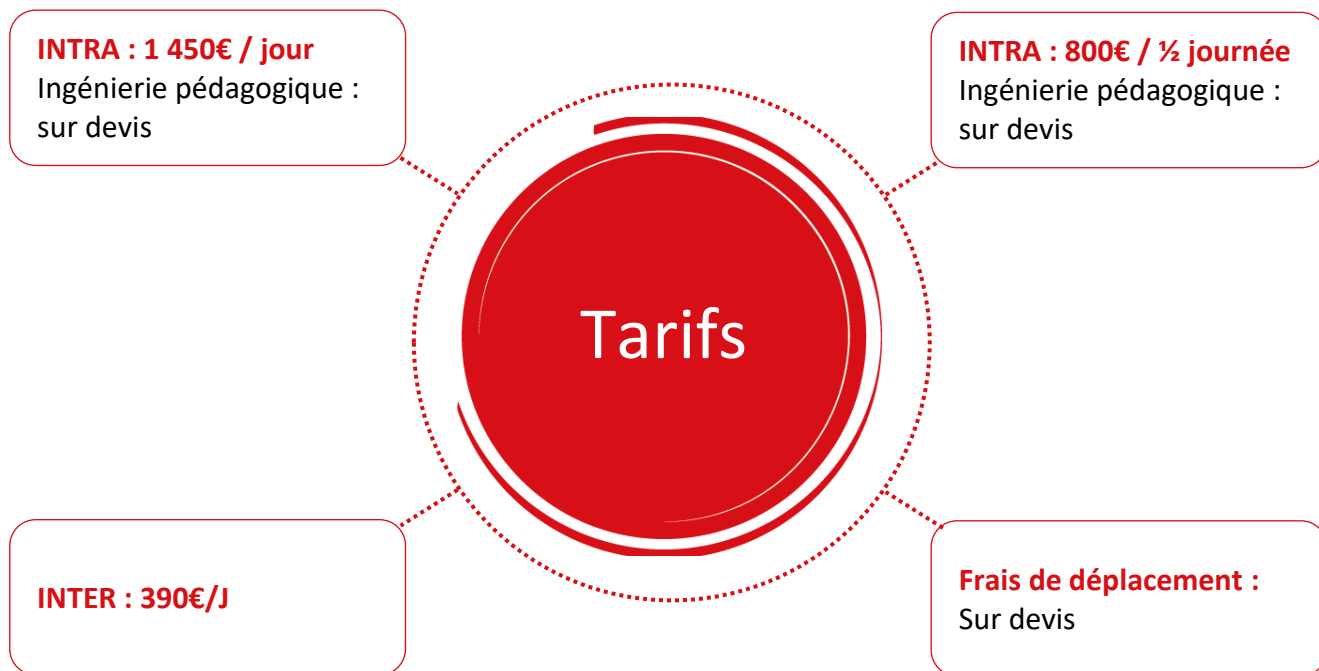 INTRA : 1 450€ / jour
Ingénierie pédagogique :
sur devis
INTRA : 800€ / ½ journée
Ingénierie pédagogique :
sur devis
Tarifs
INTER : 390€/J
Frais de déplacement :
Sur devis